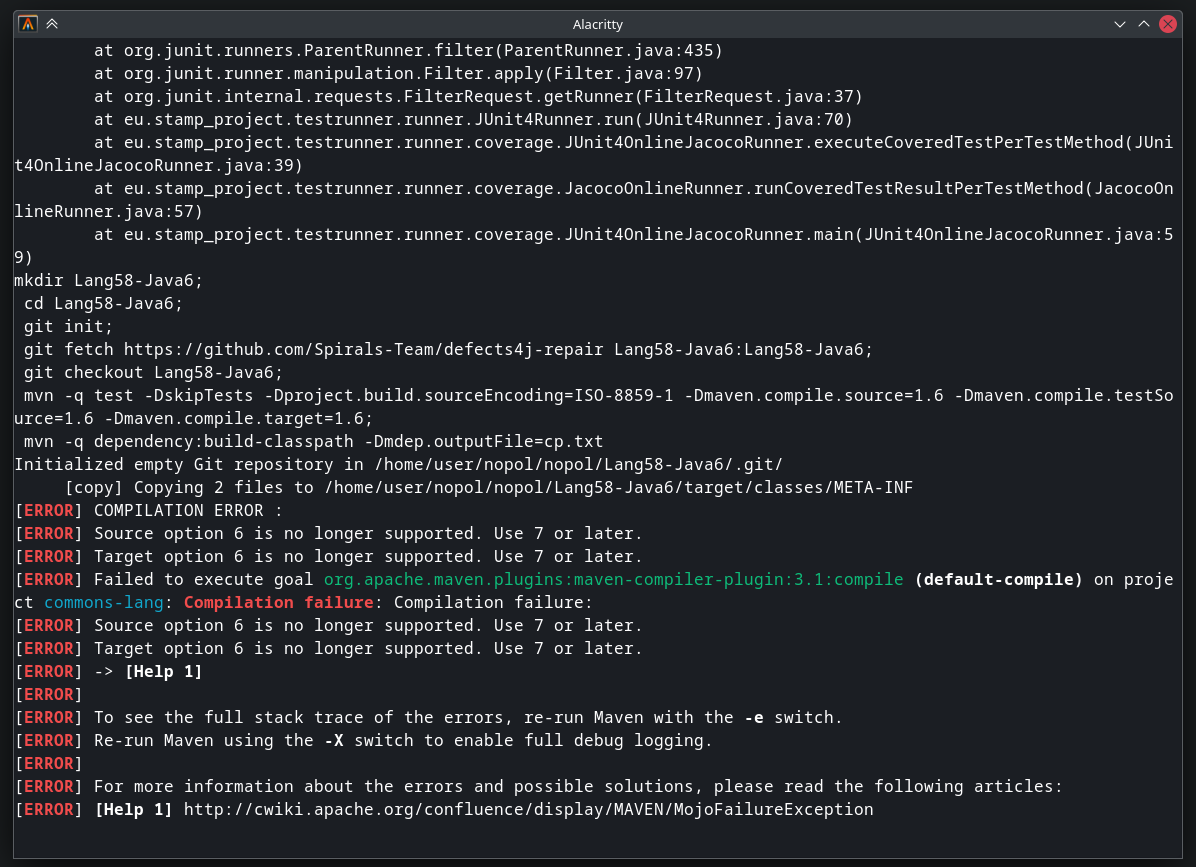 Alacritty
        at org.junit.runners.ParentRunner.filter(ParentRunner.java:435)
        at org.junit.runner.manipulation.Filter.apply(Filter.java:97)
        at org.junit.internal.requests.FilterRequest.getRunner(FilterRequest.java:37)
        at eu.stamp_project.testrunner.runner.JUnit4Runner.run(JUnit4Runner.java:70)
        at eu.stamp_project.testrunner.runner.coverage.JUnit4OnlineJacocoRunner.executeCoveredTestPerTestMethod(JUni
t4OnlineJacocoRunner.java:39)
        at eu.stamp_project.testrunner.runner.coverage.JacocoOnlineRunner.runCoveredTestResultPerTestMethod(JacocoOn
lineRunner.java:57)
        at eu.stamp_project.testrunner.runner.coverage.JUnit4OnlineJacocoRunner.main(JUnit4OnlineJacocoRunner.java:5
9)
mkdir Lang58-Java6;
 cd Lang58-Java6;
 git init;
 git fetch https://github.com/Spirals-Team/defects4j-repair Lang58-Java6:Lang58-Java6;
 git checkout Lang58-Java6;
 mvn -q test -DskipTests -Dproject.build.sourceEncoding=ISO-8859-1 -Dmaven.compile.source=1.6 -Dmaven.compile.testSo
urce=1.6 -Dmaven.compile.target=1.6;
 mvn -q dependency:build-classpath -Dmdep.outputFile=cp.txt
Initialized empty Git repository in /home/user/nopol/nopol/Lang58-Java6/.git/
     [copy] Copying 2 files to /home/user/nopol/nopol/Lang58-Java6/target/classes/META-INF
[ERROR] COMPILATION ERROR :
[ERROR] Source option 6 is no longer supported. Use 7 or later.
[ERROR] Target option 6 is no longer supported. Use 7 or later.
[ERROR] Failed to execute goal org.apache.maven.plugins:maven-compiler-plugin:3.1:compile (default-compile) on proje
ct commons-lang: Compilation failure: Compilation failure:
[ERROR] Source option 6 is no longer supported. Use 7 or later.
[ERROR] Target option 6 is no longer supported. Use 7 or later.
[ERROR] -> [Help 1]
[ERROR]
[ERROR] To see the full stack trace of the errors, re-run Maven with the -e switch.
[ERROR] Re-run Maven using the -X switch to enable full debug logging.
[ERROR]
[ERROR] For more information about the errors and possible solutions, please read the following articles:
[ERROR] [Help 1] http://cwiki.apache.org/confluence/display/MAVEN/MojoFailureException